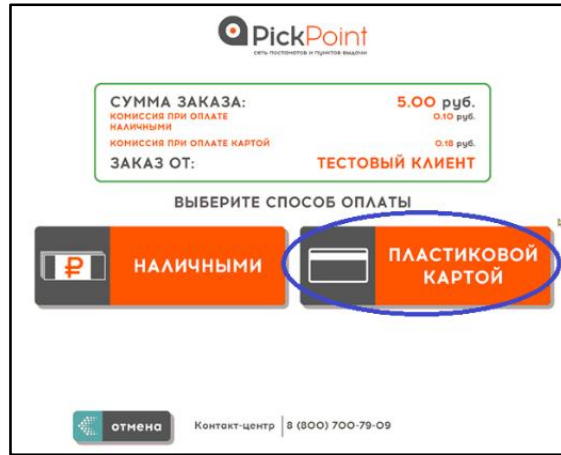 PickPoint
сеть постаматов и пунктов выдачи
СУММА ЗАКАЗА: 5.00 руб.
КОМИССИЯ ПРИ ОПЛАТЕ НАЛИЧНЫМИ 0.10 руб.
КОМИССИЯ ПРИ ОПЛАТЕ КАРТОЙ 0.18 руб.
ЗАКАЗ ОТ: ТЕСТОВЫЙ КЛИЕНТ
ВЫБЕРИТЕ СПОСОБ ОПЛАТЫ
₽ НАЛИЧНЫМИ
ПЛАСТИКОВОЙ
КАРТОЙ
отмена
Контакт-центр 8 (800) 700-79-09